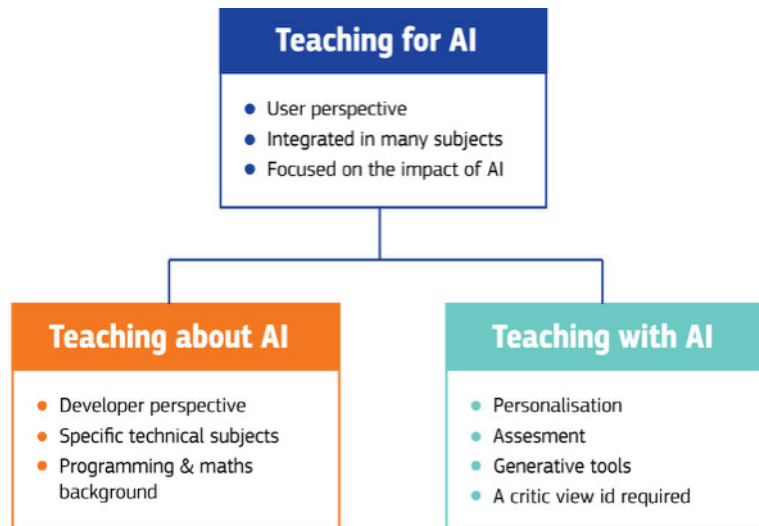 Teaching for AI
User perspective
Integrated in many subjects
Focused on the impact of AI
Teaching about AI
Developer perspective
Specific technical subjects
Programming & maths
background
Teaching with AI
Personalisation
Assesment
Generative tools
A critic view id required